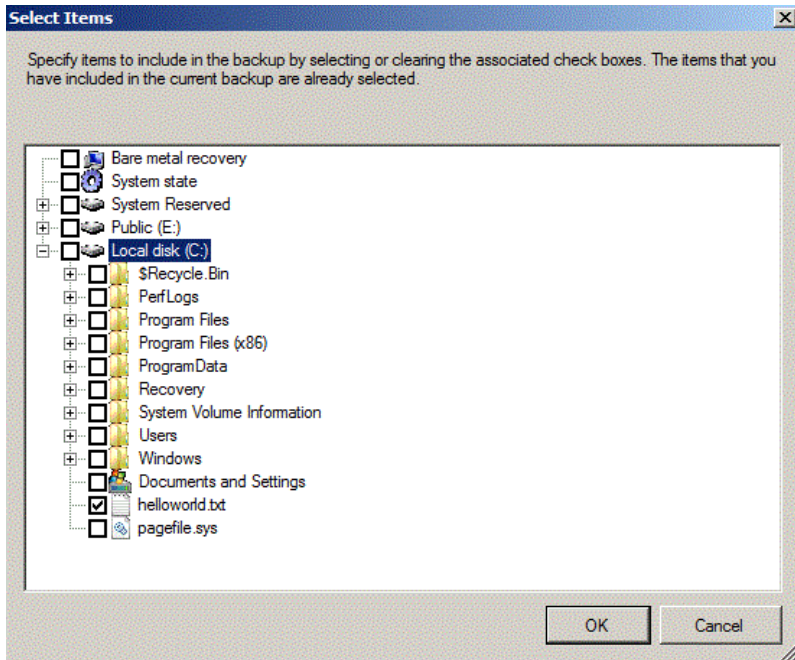 Select Items
Specify items to include in the backup by selecting or clearing the associated check boxes. The items that you
have included in the current backup are already selected.
Bare metal recovery
System state
System Reserved
Public (E:)
Local disk (C:)
$Recycle.Bin
PerfLogs
Program Files
Program Files (x86)
ProgramData
Recovery
System Volume Information
Users
Windows
Documents and Settings
helloworld.txt
pagefile.sys
OK
Cancel